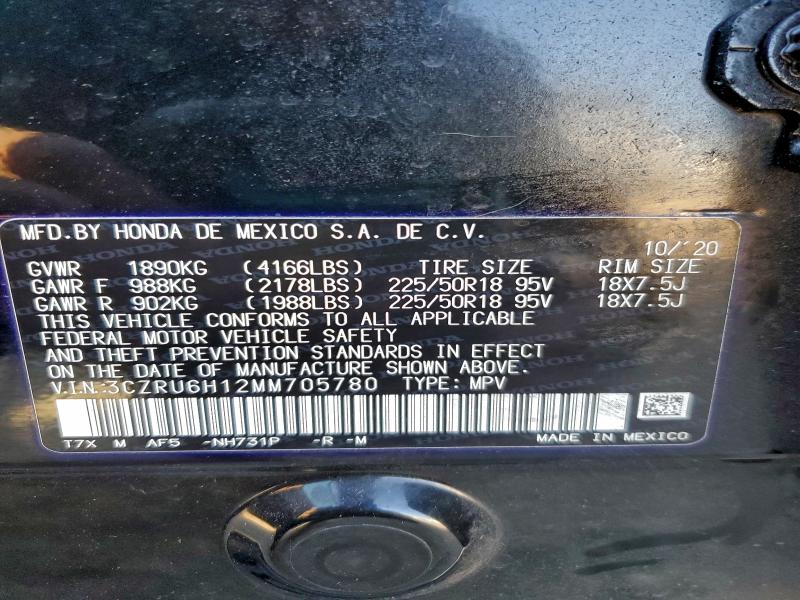 MFD.BY HONDA DE MEXICO S.A. DE C.V.
10/'20
GVWR 1890KG (4166LBS) TIRE SIZE RIM SIZE
GAWR F 988KG (2178LBS) 225/50R18 95V 18X7.5J
GAWR R 902KG (1988LBS) 225/50R18 95V 18X7.5J
THIS VEHICLE CONFORMS TO ALL APPLICABLE
FEDERAL MOTOR VEHICLE SAFETY
AND THEFT PREVENTION STANDARDS IN EFFECT
ON THE DATE OF MANUFACTURE SHOWN ABOVE.
V.I.N.:3CZRU6H12MM705780 TYPE: MPV
T7X M AF5 -NH731P -R -M MADE IN MEXICO